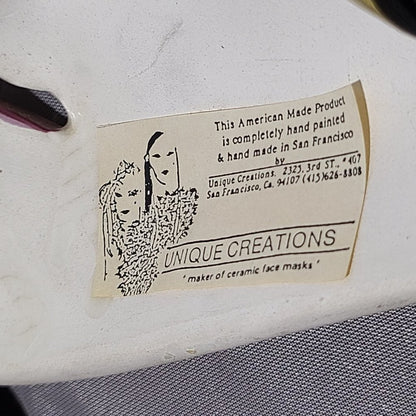 This American Made Product
is completely hand painted
& hand made in San Francisco
by
Unique Creations. 2325. 3rd ST., #407
San Francisco, Ca. 94107 (415)626-8808
UNIQUE CREATIONS
"maker of ceramic face masks"